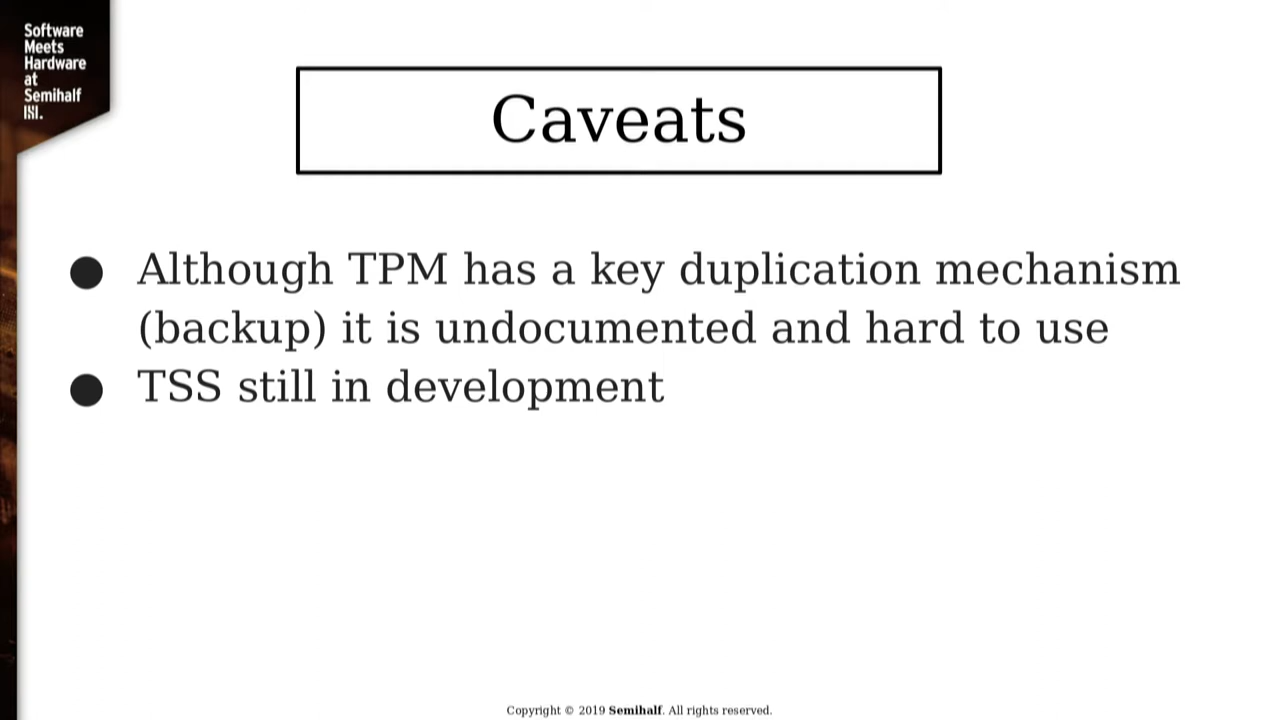 Software
Meets
Hardware
at
Semihalf
Caveats
● Although TPM has a key duplication mechanism
(backup) it is undocumented and hard to use
● TSS still in development
Copyright © 2019 Semihalf. All rights reserved.